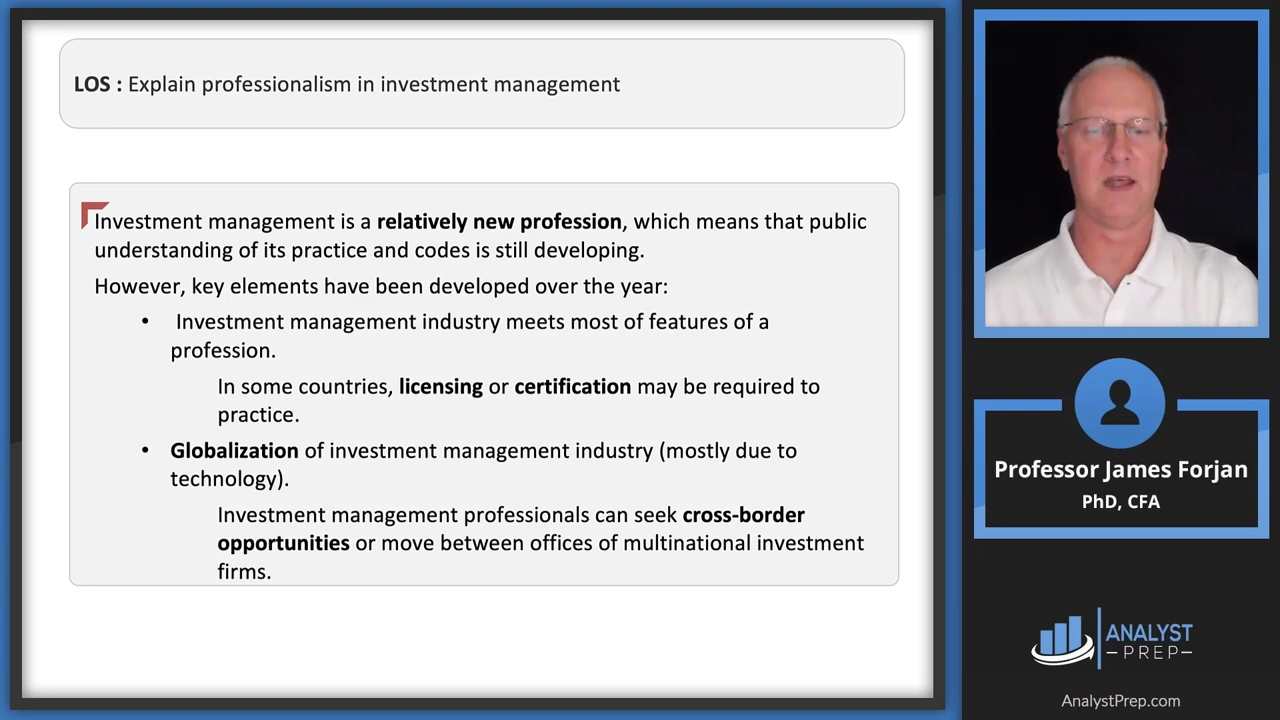 LOS : Explain professionalism in investment management
Investment management is a relatively new profession, which means that public
understanding of its practice and codes is still developing.
However, key elements have been developed over the year:
• Investment management industry meets most of features of a
profession.
In some countries, licensing or certification may be required to
practice.
• Globalization of investment management industry (mostly due to
technology).
Investment management professionals can seek cross-border
opportunities or move between offices of multinational investment
firms.
Professor James Forjan
PhD, CFA
ANALYST
–PREP–
AnalystPrep.com